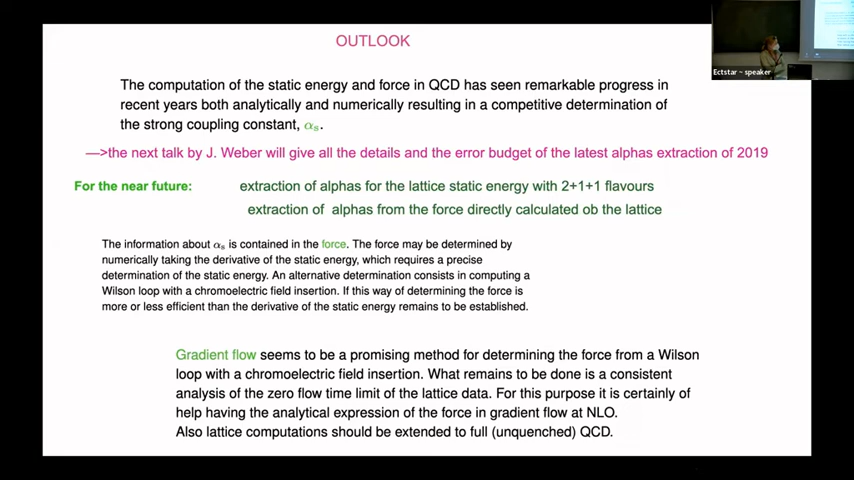 OUTLOOK
Ectstar ~ speaker
The computation of the static energy and force in QCD has seen remarkable progress in
recent years both analytically and numerically resulting in a competitive determination of
the strong coupling constant, αs.
—>the next talk by J. Weber will give all the details and the error budget of the latest alphas extraction of 2019
For the near future: extraction of alphas for the lattice static energy with 2+1+1 flavours
extraction of alphas from the force directly calculated ob the lattice
The information about αs is contained in the force. The force may be determined by
numerically taking the derivative of the static energy, which requires a precise
determination of the static energy. An alternative determination consists in computing a
Wilson loop with a chromoelectric field insertion. If this way of determining the force is
more or less efficient than the derivative of the static energy remains to be established.
Gradient flow seems to be a promising method for determining the force from a Wilson
loop with a chromoelectric field insertion. What remains to be done is a consistent
analysis of the zero flow time limit of the lattice data. For this purpose it is certainly of
help having the analytical expression of the force in gradient flow at NLO.
Also lattice computations should be extended to full (unquenched) QCD.